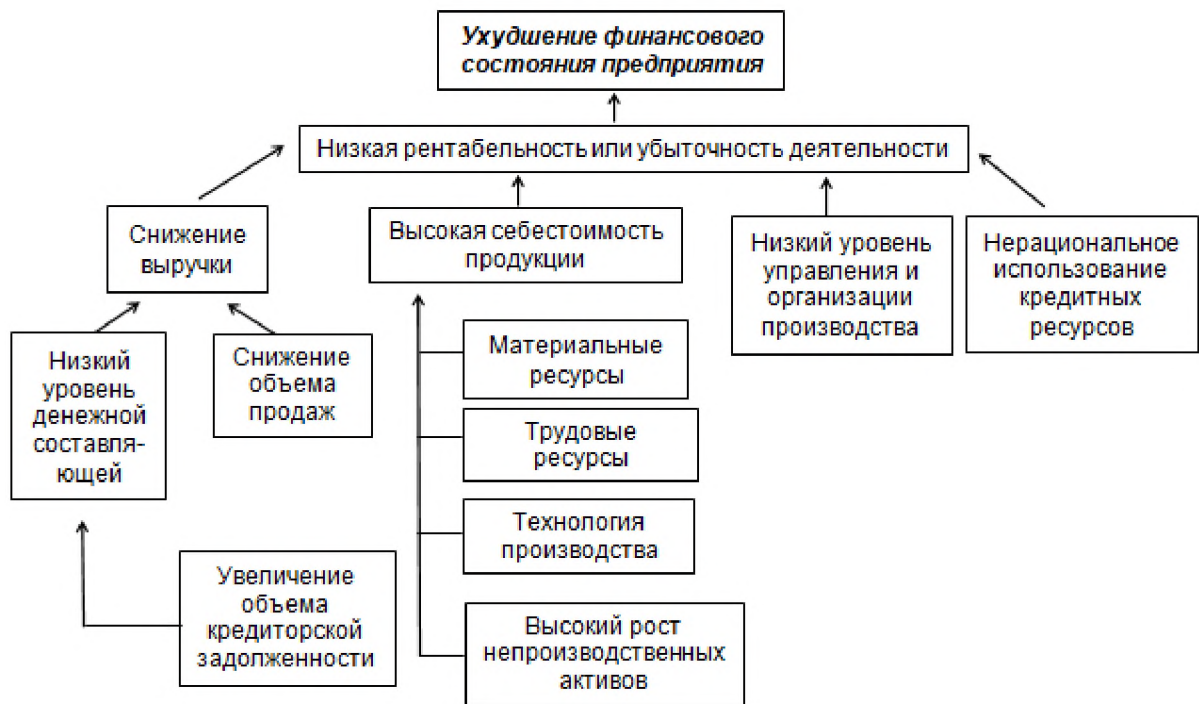 Ухудшение финансового
состояния предприятия
Низкая рентабельность или убыточность деятельности
Снижение
выручки
Высокая себестоимость
продукции
Низкий уровень
управления и
организации
производства
Нерациональное
использование
кредитных
ресурсов
Низкий
уровень
денежной
составля-
ющей
Снижение
объема
продаж
Материальные
ресурсы
Трудовые
ресурсы
Технология
производства
Увеличение
объема
кредиторской
задолженности
Высокий рост
непроизводственных
активов